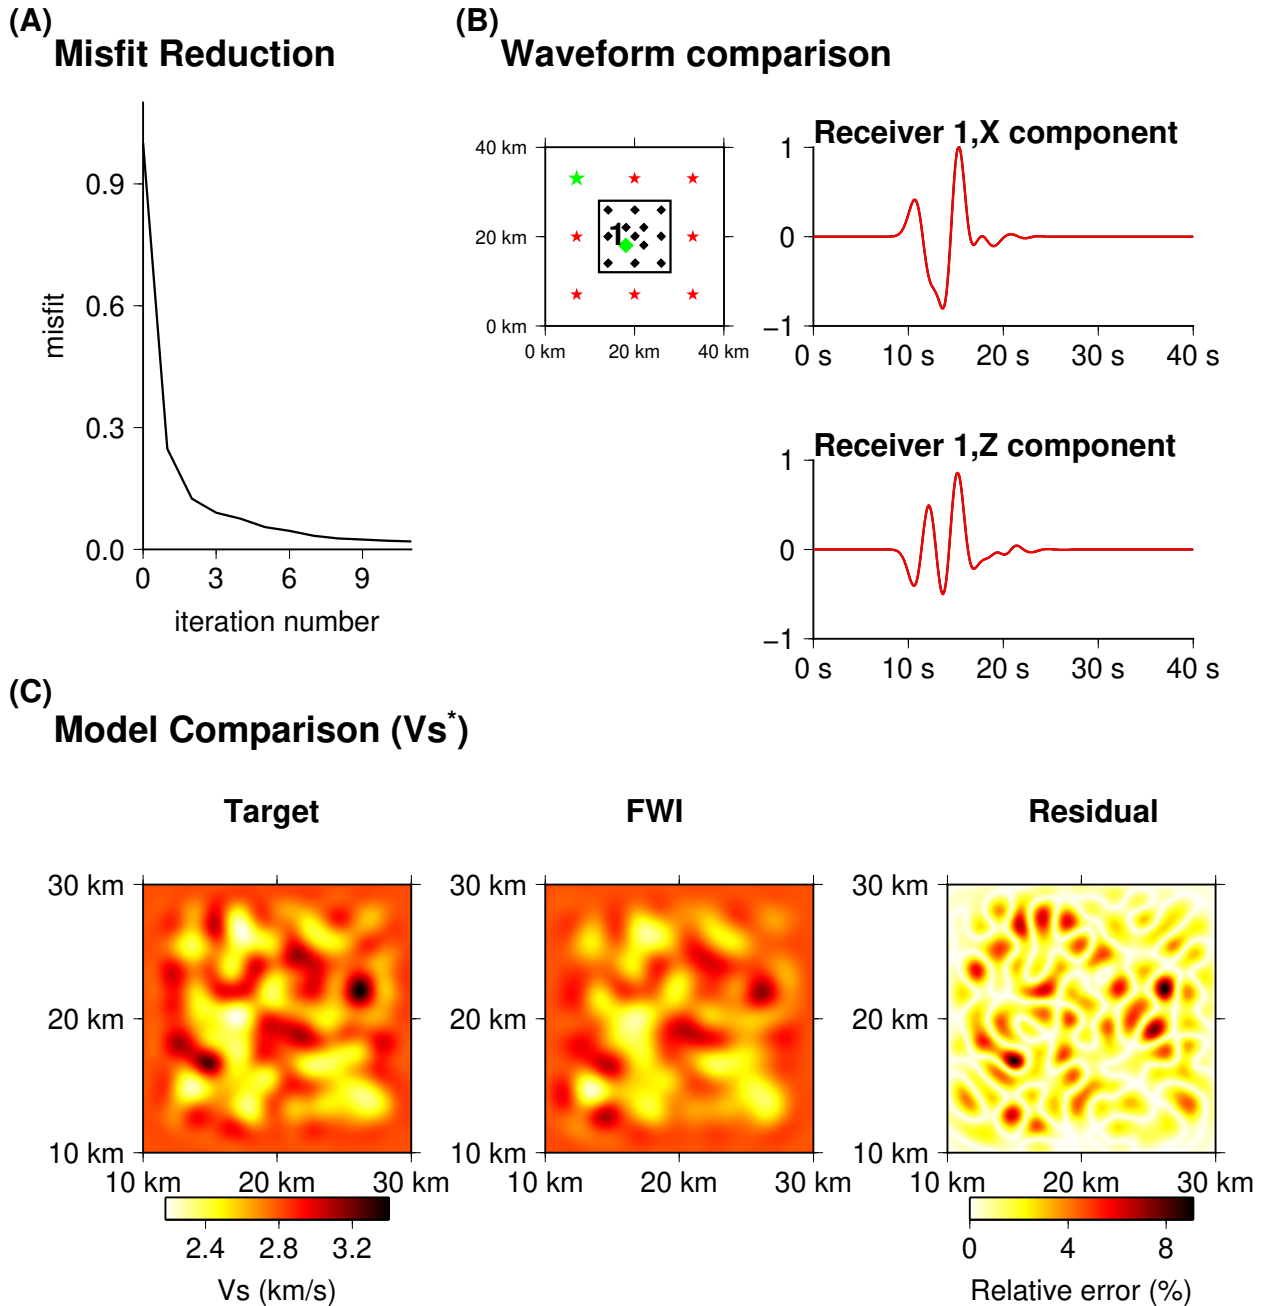 (A)
Misfit Reduction
0.9
0.6
0.3
0.0
misfit
0 3 6 9
iteration number
(B)
Waveform comparison
40 km
20 km
0 km
0 km 20 km 40 km
1
Receiver 1,X component
1
0
−1
0 s 10 s 20 s 30 s 40 s
Receiver 1,Z component
1
0
−1
0 s 10 s 20 s 30 s 40 s
(C)
Model Comparison (Vs*)
Target
30 km
20 km
10 km
10 km 20 km 30 km
2.4 2.8 3.2
Vs (km/s)
FWI
30 km
20 km
10 km
10 km 20 km 30 km
Residual
30 km
20 km
10 km
10 km 20 km 30 km
0 4 8
Relative error (%)